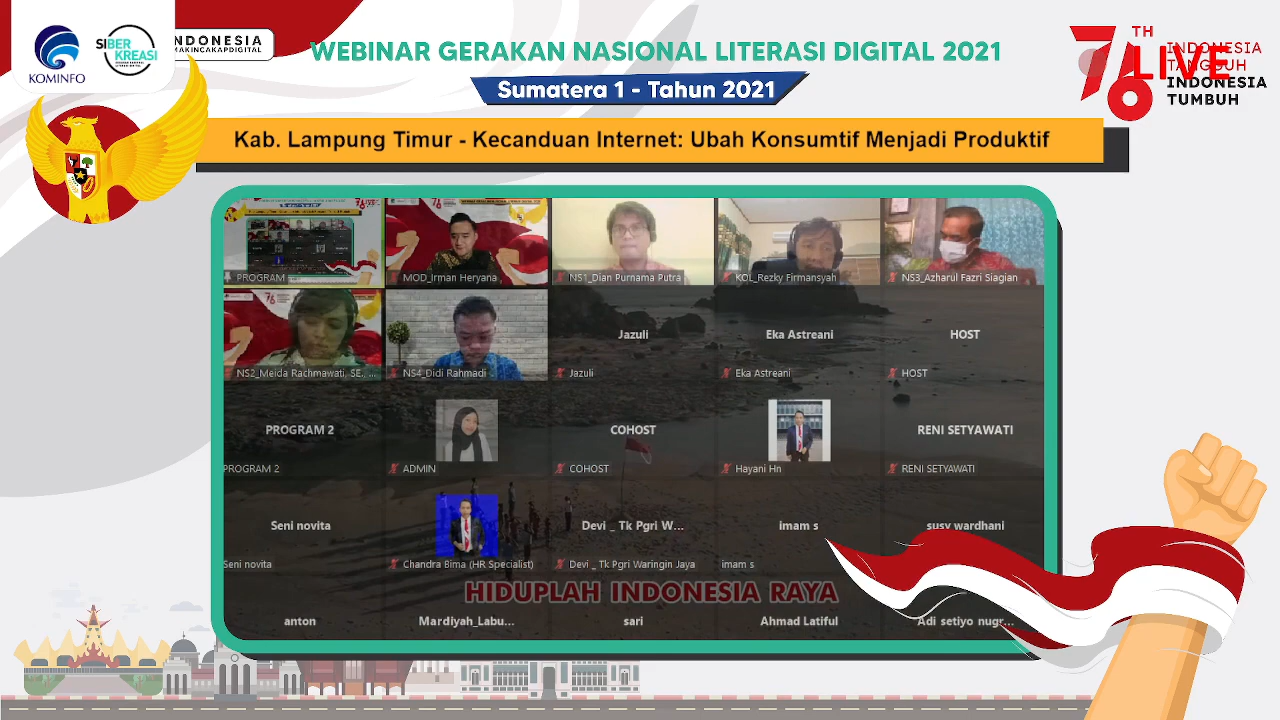 KOMINFO
SIBER
KREASI
INDONESIA
MAKINCAKAPDIGITAL
WEBINAR GERAKAN NASIONAL LITERASI DIGITAL 2021
Sumatera 1 - Tahun 2021
76
TH
LIVE
INDONESIA
TANGGUH
INDONESIA
TUMBUH
Kab. Lampung Timur - Kecanduan Internet: Ubah Konsumtif Menjadi Produktif
PROGRAM
MOD_Irman Heryana ,
NS1_Dian Purnama Putra
KOL_Rezky Firmansyah
NS3_Azharul Fazri Siagian
NS2_Meida Rachmawati, SE., ...
NS4_Didi Rahmadi
Jazuli
Jazuli
Eka Astreani
Eka Astreani
HOST
HOST
PROGRAM 2
PROGRAM 2
ADMIN
COHOST
COHOST
Hayani Hn
RENI SETYAWATI
RENI SETYAWATI
Seni novita
Seni novita
Chandra Bima (HR Specialist)
Devi _ Tk Pgri W...
Devi _ Tk Pgri Waringin Jaya
imam s
imam s
susy wardhani
HIDUPLAH INDONESIA RAYA
anton
Mardiyah_Labu...
sari
Ahmad Latiful
Adi setiyo nugr...